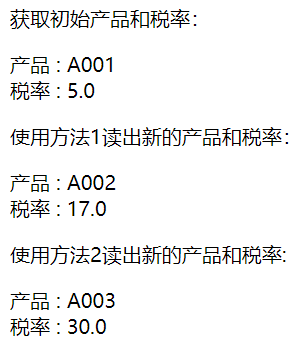 获取初始产品和税率：
产品 : A001
税率 : 5.0
使用方法1读出新的产品和税率：
产品 : A002
税率 : 17.0
使用方法2读出新的产品和税率:
产品 : A003
税率 : 30.0